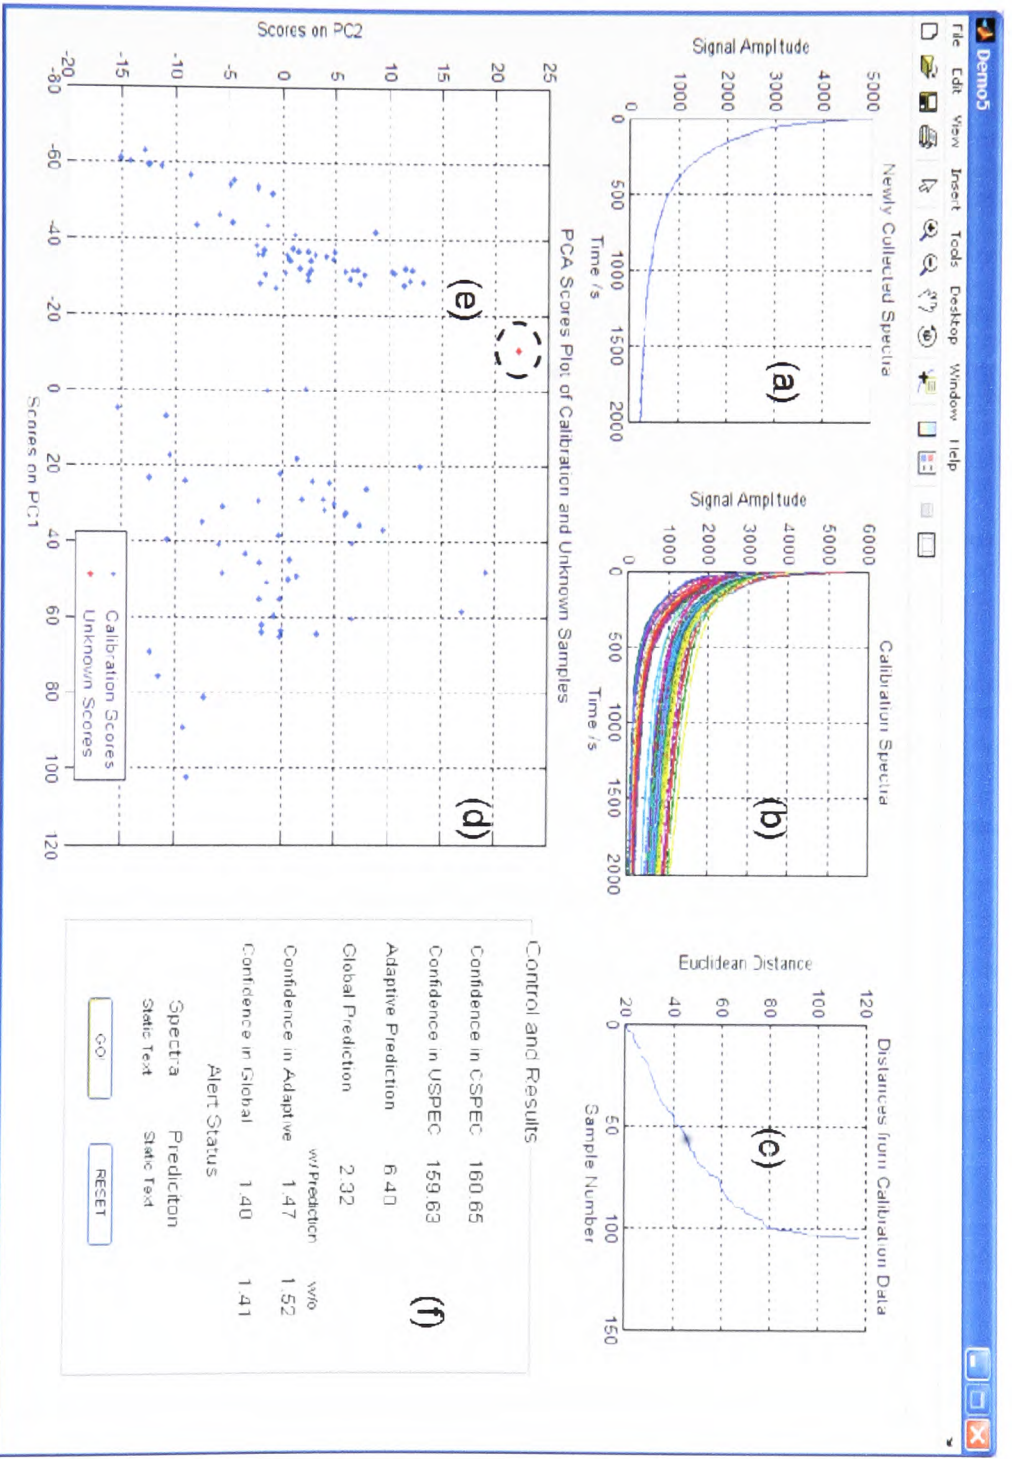 Demo5
File Edit View Insert Tools Desktop Window Help
Newly Collected Spectra
Signal Amplitude
5000
4000
3000
2000
1000
0
0 500 1000 1500 2000
Time /s
(a)
Calibration Spectra
Signal Amplitude
6000
5000
4000
3000
2000
1000
0
0 500 1000 1500 2000
Time /s
(b)
Distances from Calibration Data
Euclidean Distance
120
100
80
60
40
20
0 50 100 150
Sample Number
(c)
PCA Scores Plot of Calibration and Unknown Samples
Scores on PC2
25
20
15
10
5
0
-5
-10
-15
-20
-80 -60 -40 -20 0 20 40 60 80 100 120
Scores on PC1
(e)
(d)
Calibration Scores
Unknown Scores
Control and Results
Confidence in CSPEC 160.65
Confidence in USPEC 159.63
Adaptive Prediction 6.40
Global Prediction 2.32
w/Prediction w/o
Confidence in Adaptive 1.47 1.52
Confidence in Global 1.40 1.41
(f)
Alert Status
Spectra Prediciton
Static Text Static Text
GO! RESET